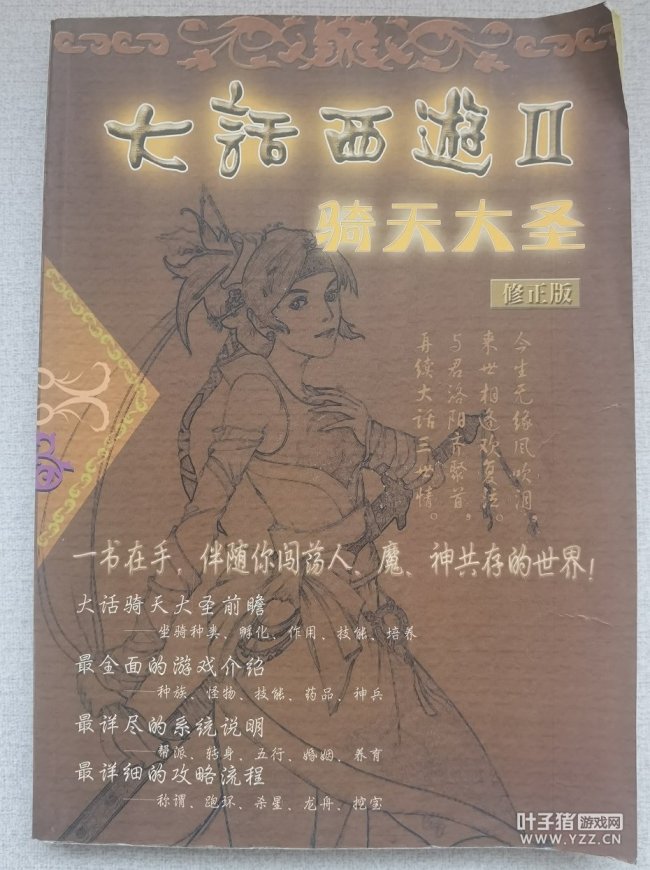 大話西遊II
骑天大圣
修正版
今生无缘风吹泪，
来世相逢欢复泣。
与君洛阳齐聚首，
再续大话三世情。
一书在手，伴随你闯荡人、魔、神共存的世界！
大话骑天大圣前瞻
——坐骑种类、孵化、作用、技能、培养
最全面的游戏介绍
——种族、怪物、技能、药品、神兵
最详尽的系统说明
——帮派、转身、五行、婚姻、养育
最详细的攻略流程
——称谓、跑环、杀星、龙舟、挖宝
叶子猪游戏网
WWW.YZZ.CN